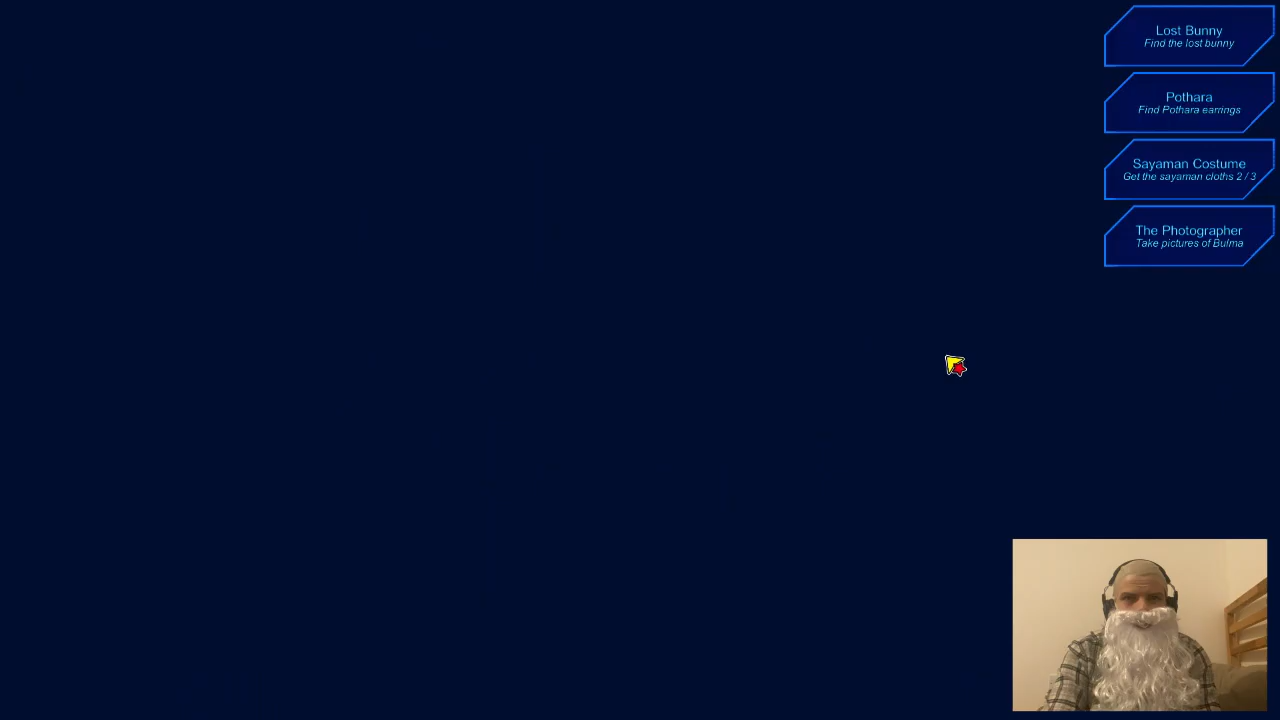 Lost Bunny
Find the lost bunny
Pothara
Find Pothara earrings
Sayaman Costume
Get the sayaman cloths 2 / 3
The Photographer
Take pictures of Bulma